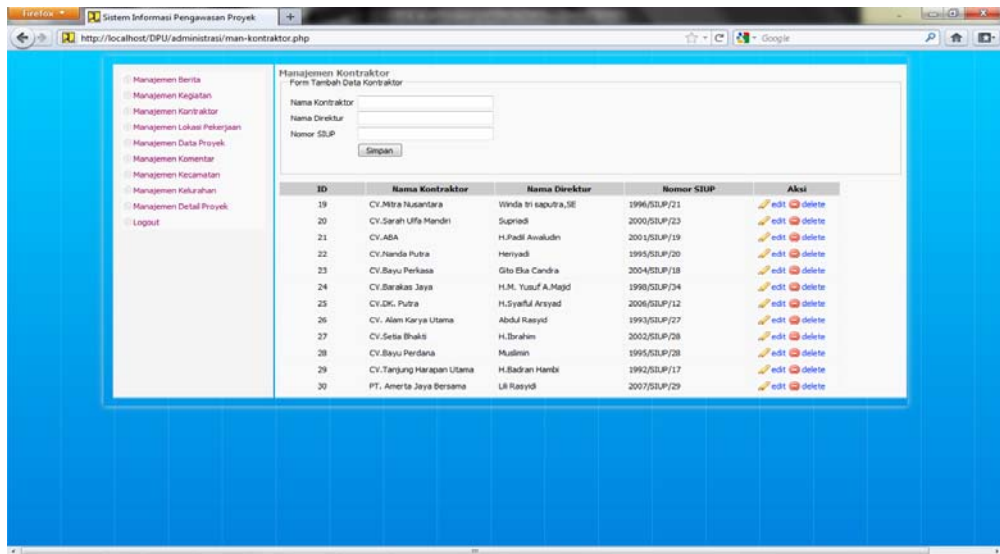 Firefox
Sistem Informasi Pengawasan Proyek
http://localhost/DPU/administrasi/man-kontraktor.php
Google
Manajemen Berita
Manajemen Kegiatan
Manajemen Kontraktor
Manajemen Lokasi Pekerjaan
Manajemen Data Proyek
Manajemen Komentar
Manajemen Kecamatan
Manajemen Kelurahan
Manajemen Detail Proyek
Logout
Manajemen Kontraktor
Form Tambah Data Kontraktor
Nama Kontraktor
Nama Direktur
Nomor SIUP
Simpan
ID Nama Kontraktor Nama Direktur Nomor SIUP Aksi
19 CV.Mitra Nusantara Winda tri saputra,SE 1996/SIUP/21 edit delete
20 CV.Sarah Ulfa Mandiri Supriadi 2000/SIUP/23 edit delete
21 CV.ABA H.Padil Awaludin 2001/SIUP/19 edit delete
22 CV.Nanda Putra Heriyadi 1995/SIUP/20 edit delete
23 CV.Bayu Perkasa Gito Eka Candra 2004/SIUP/18 edit delete
24 CV.Barakas Jaya H.M. Yusuf A.Majid 1998/SIUP/34 edit delete
25 CV.DK. Putra H.Syaiful Arsyad 2006/SIUP/12 edit delete
26 CV. Alam Karya Utama Abdul Rasyid 1993/SIUP/27 edit delete
27 CV.Setia Bhakti H.Ibrahim 2002/SIUP/28 edit delete
28 CV.Bayu Perdana Muslimin 1995/SIUP/28 edit delete
29 CV.Tanjung Harapan Utama H.Badran Hambi 1992/SIUP/17 edit delete
30 PT. Amerta Jaya Bersama Lili Rasyidi 2007/SIUP/29 edit delete